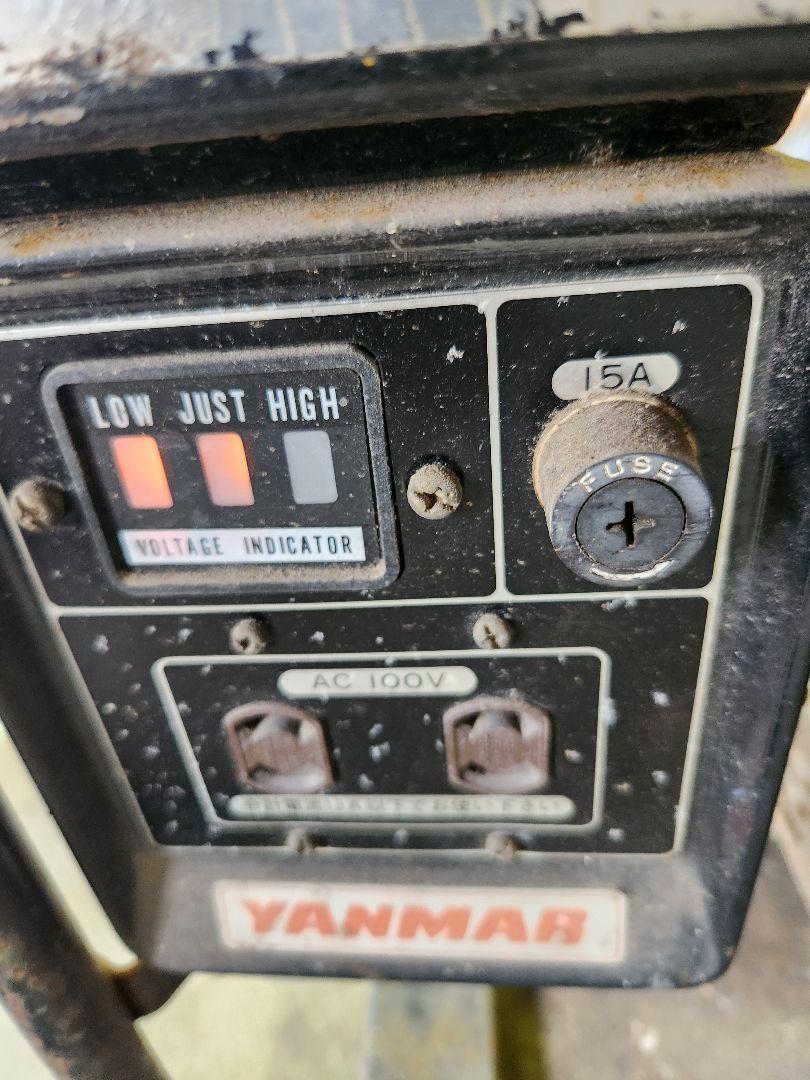 LOW JUST HIGH
VOLTAGE INDICATOR
15A
FUSE
AC 100V
YANMAR